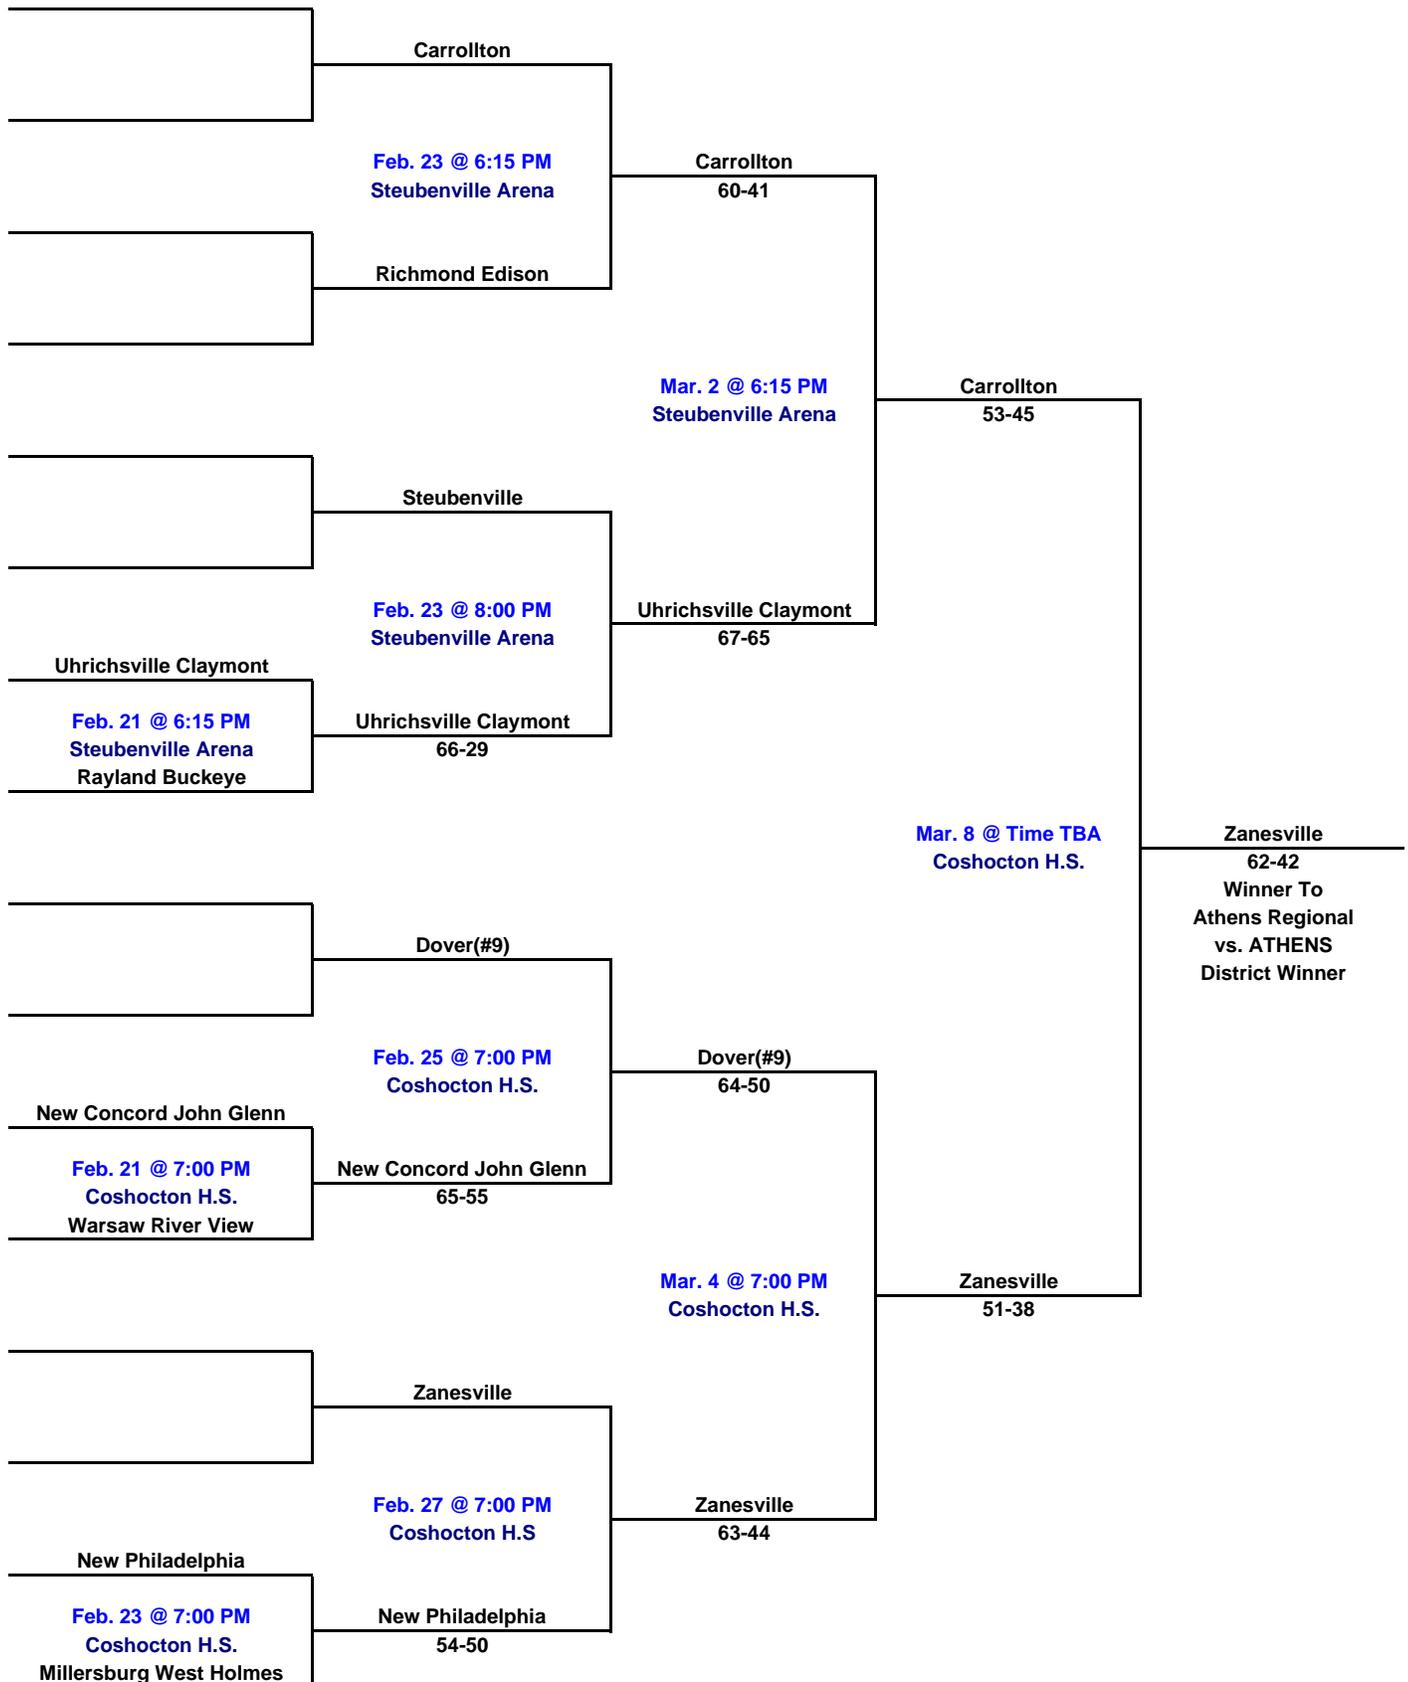 Carrollton
Feb. 23 @ 6:15 PM
Steubenville Arena
Carrollton
60-41
Richmond Edison
Mar. 2 @ 6:15 PM
Steubenville Arena
Carrollton
53-45
Steubenville
Feb. 23 @ 8:00 PM
Steubenville Arena
Uhrichsville Claymont
67-65
Uhrichsville Claymont
Feb. 21 @ 6:15 PM
Steubenville Arena
Rayland Buckeye
Uhrichsville Claymont
66-29
Mar. 8 @ Time TBA
Coshocton H.S.
Zanesville
62-42
Winner To
Athens Regional
vs. ATHENS
District Winner
Dover(#9)
Feb. 25 @ 7:00 PM
Coshocton H.S.
Dover(#9)
64-50
New Concord John Glenn
Feb. 21 @ 7:00 PM
Coshocton H.S.
Warsaw River View
New Concord John Glenn
65-55
Mar. 4 @ 7:00 PM
Coshocton H.S.
Zanesville
51-38
Zanesville
Feb. 27 @ 7:00 PM
Coshocton H.S
Zanesville
63-44
New Philadelphia
Feb. 23 @ 7:00 PM
Coshocton H.S.
Millersburg West Holmes
New Philadelphia
54-50